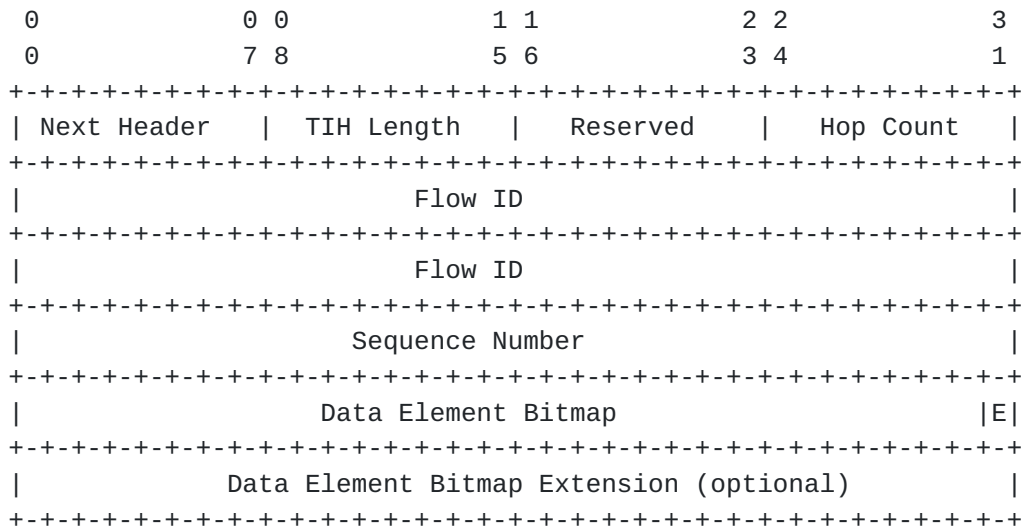 0                   0 0                   1 1                   2 2                   3
0                   7 8                   5 6                   3 4                   1
+-+-+-+-+-+-+-+-+-+-+-+-+-+-+-+-+-+-+-+-+-+-+-+-+-+-+-+-+-+-+-+-+
| Next Header   |  TIH Length   |   Reserved    |   Hop Count   |
+-+-+-+-+-+-+-+-+-+-+-+-+-+-+-+-+-+-+-+-+-+-+-+-+-+-+-+-+-+-+-+-+
|                         Flow ID                               |
+-+-+-+-+-+-+-+-+-+-+-+-+-+-+-+-+-+-+-+-+-+-+-+-+-+-+-+-+-+-+-+-+
|                         Flow ID                               |
+-+-+-+-+-+-+-+-+-+-+-+-+-+-+-+-+-+-+-+-+-+-+-+-+-+-+-+-+-+-+-+-+
|                     Sequence Number                           |
+-+-+-+-+-+-+-+-+-+-+-+-+-+-+-+-+-+-+-+-+-+-+-+-+-+-+-+-+-+-+-+-+
|                   Data Element Bitmap                       |E|
+-+-+-+-+-+-+-+-+-+-+-+-+-+-+-+-+-+-+-+-+-+-+-+-+-+-+-+-+-+-+-+-+
|             Data Element Bitmap Extension (optional)          |
+-+-+-+-+-+-+-+-+-+-+-+-+-+-+-+-+-+-+-+-+-+-+-+-+-+-+-+-+-+-+-+-+